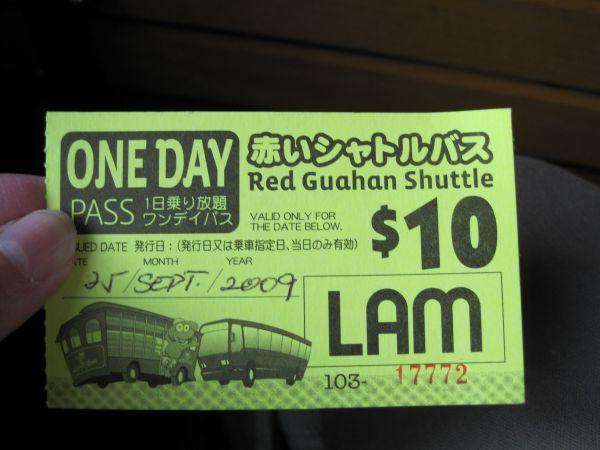 ONE DAY
PASS 1日乗り放題
ワンデイパス
赤いシャトルバス
Red Guahan Shuttle
VALID ONLY FOR
THE DATE BELOW.
$10
SUED DATE 発行日:(発行日又は乗車指定日、当日のみ有効)
ATE MONTH YEAR
25/SEPT./2009
LAM
103- 17772